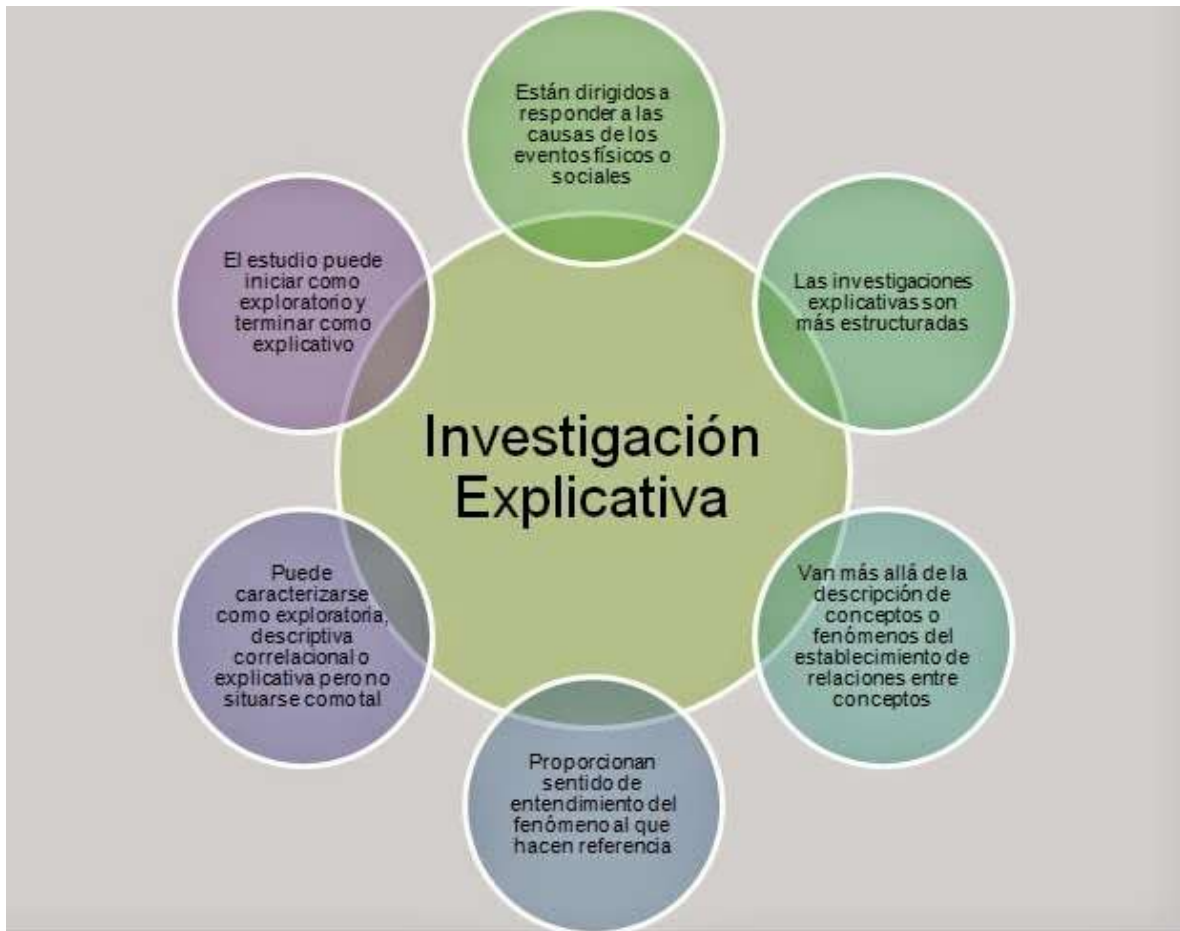 Están dirigidos a
responder a las
causas de los
eventos físicos o
sociales
Las investigaciones
explicativas son
más estructuradas
Van más allá de la
descripción de
conceptos o
fenómenos del
establecimiento de
relaciones entre
conceptos
Proporcionan
sentido de
entendimiento del
fenómeno al que
hacen referencia
Puede
caracterizarse
como exploratoria,
descriptiva
correlacional o
explicativa pero no
situarse como tal
El estudio puede
iniciar como
exploratorio y
terminar como
explicativo
Investigación
Explicativa